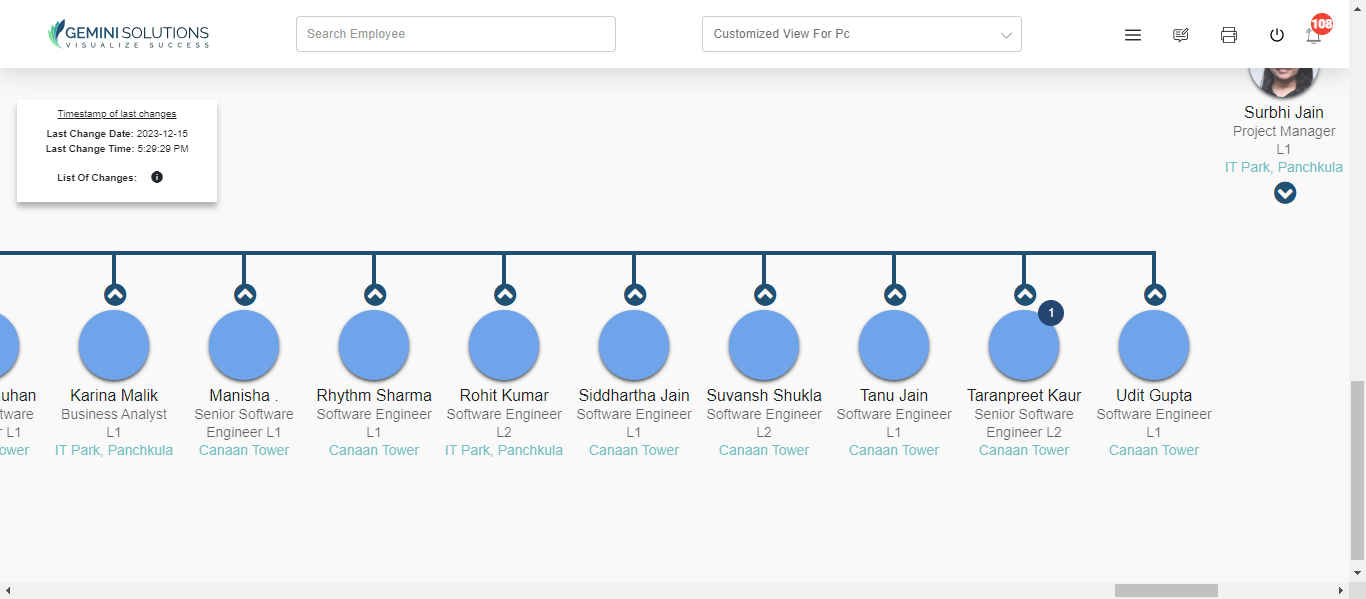 GEMINI SOLUTIONS
VISUALIZE SUCCESS
Search Employee
Customized View For Pc
108
Timestamp of last changes
Last Change Date: 2023-12-15
Last Change Time: 5:29:29 PM
List Of Changes:
Surbhi Jain
Project Manager
L1
IT Park, Panchkula
1
uhan
tware
r L1
ower
Karina Malik
Business Analyst
L1
IT Park, Panchkula
Manisha .
Senior Software
Engineer L1
Canaan Tower
Rhythm Sharma
Software Engineer
L1
Canaan Tower
Rohit Kumar
Software Engineer
L2
IT Park, Panchkula
Siddhartha Jain
Software Engineer
L1
Canaan Tower
Suvansh Shukla
Software Engineer
L2
Canaan Tower
Tanu Jain
Software Engineer
L1
Canaan Tower
Taranpreet Kaur
Senior Software
Engineer L2
Canaan Tower
Udit Gupta
Software Engineer
L1
Canaan Tower